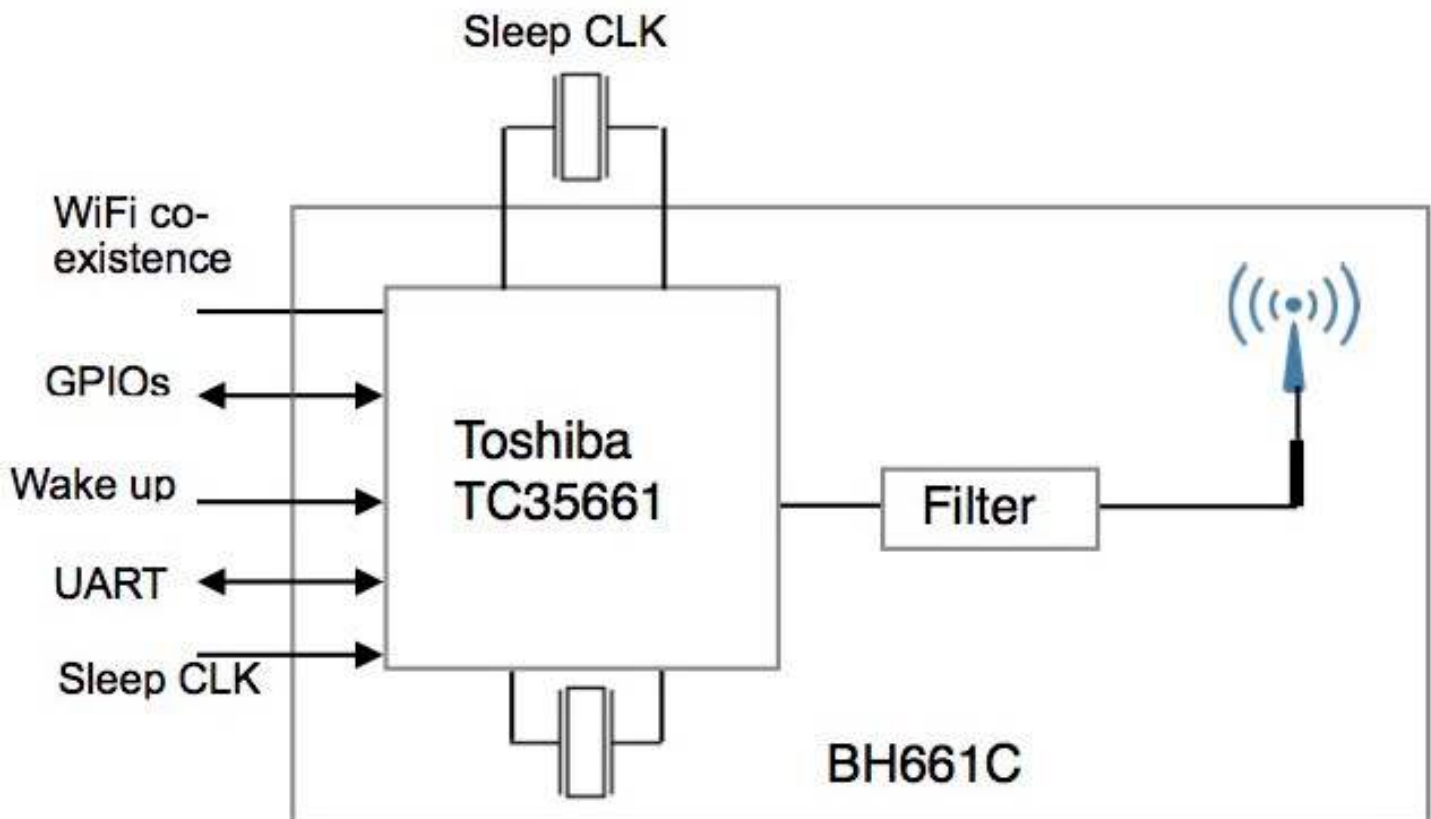 Sleep CLK
WiFi co-
existence
GPIOs
Wake up
UART
Sleep CLK
Toshiba
TC35661
Filter
BH661C